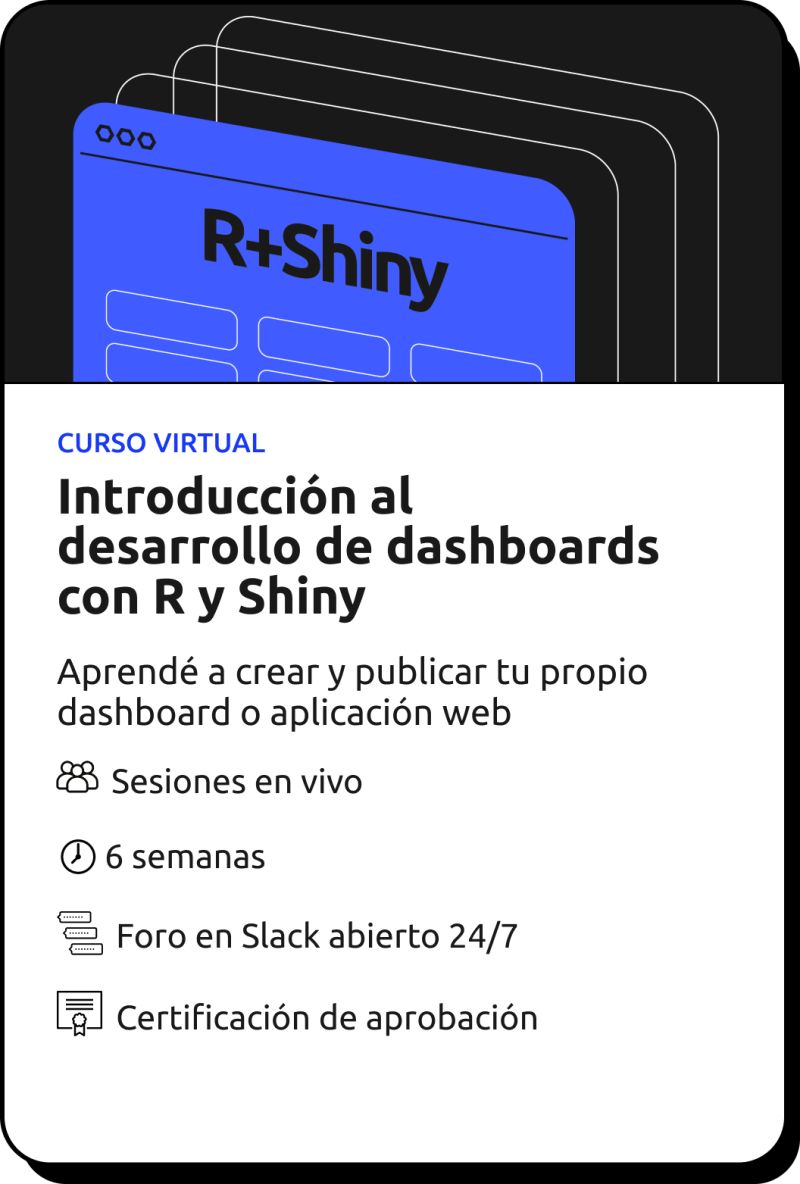 R+Shiny
CURSO VIRTUAL
Introducción al
desarrollo de dashboards
con R y Shiny
Aprendé a crear y publicar tu propio
dashboard o aplicación web
Sesiones en vivo
6 semanas
Foro en Slack abierto 24/7
Certificación de aprobación